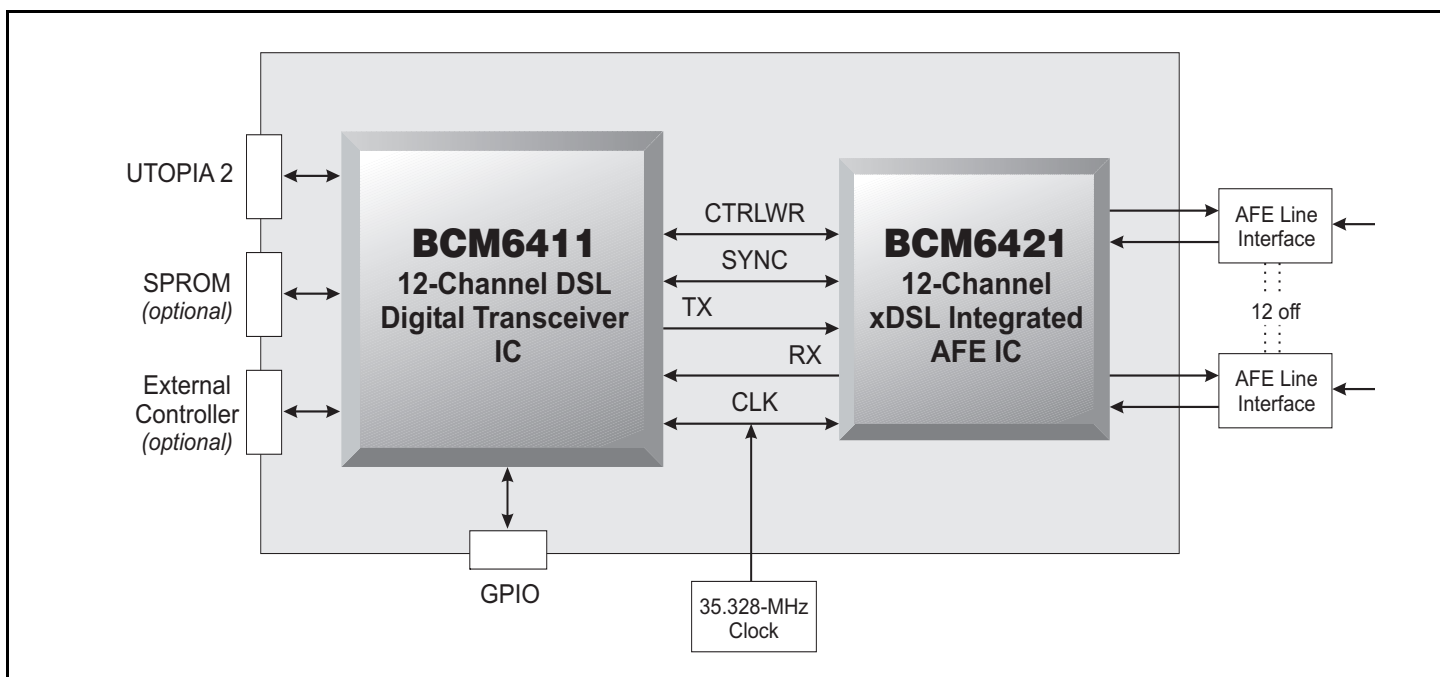 UTOPIA 2
SPROM
(optional)
External
Controller
(optional)
BCM6411
12-Channel DSL
Digital Transceiver
IC
CTRLWR
SYNC
TX
RX
CLK
BCM6421
12-Channel
xDSL Integrated
AFE IC
AFE Line
Interface
12 off
AFE Line
Interface
GPIO
35.328-MHz
Clock